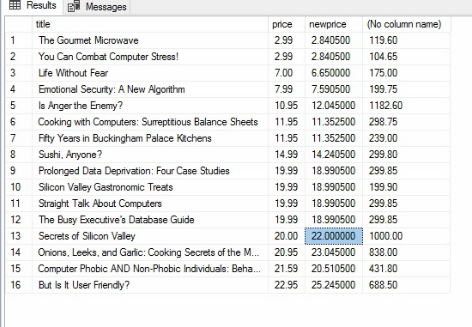 Results Messages
title price newprice (No column name)
1 The Gourmet Microwave 2.99 2.840500 119.60
2 You Can Combat Computer Stress! 2.99 2.840500 104.65
3 Life Without Fear 7.00 6.650000 175.00
4 Emotional Security: A New Algorithm 7.99 7.590500 199.75
5 Is Anger the Enemy? 10.95 12.045000 1182.60
6 Cooking with Computers: Surreptitious Balance Sheets 11.95 11.352500 298.75
7 Fifty Years in Buckingham Palace Kitchens 11.95 11.352500 239.00
8 Sushi, Anyone? 14.99 14.240500 299.80
9 Prolonged Data Deprivation: Four Case Studies 19.99 18.990500 299.85
10 Silicon Valley Gastronomic Treats 19.99 18.990500 199.90
11 Straight Talk About Computers 19.99 18.990500 299.85
12 The Busy Executive's Database Guide 19.99 18.990500 299.85
13 Secrets of Silicon Valley 20.00 22.000000 1000.00
14 Onions, Leeks, and Garlic: Cooking Secrets of the M... 20.95 23.045000 838.00
15 Computer Phobic AND Non-Phobic Individuals: Beha... 21.59 20.510500 431.80
16 But Is It User Friendly? 22.95 25.245000 688.50